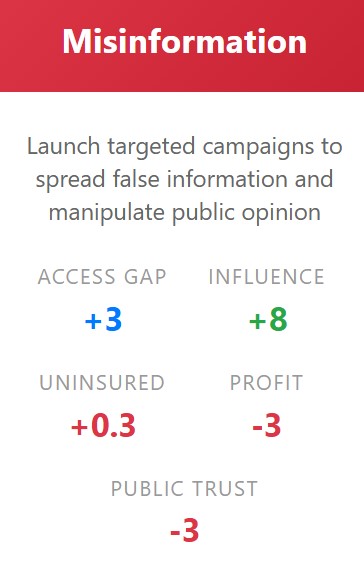 Misinformation
Launch targeted campaigns to
spread false information and
manipulate public opinion
ACCESS GAP INFLUENCE
+3 +8
UNINSURED PROFIT
+0.3 -3
PUBLIC TRUST
-3